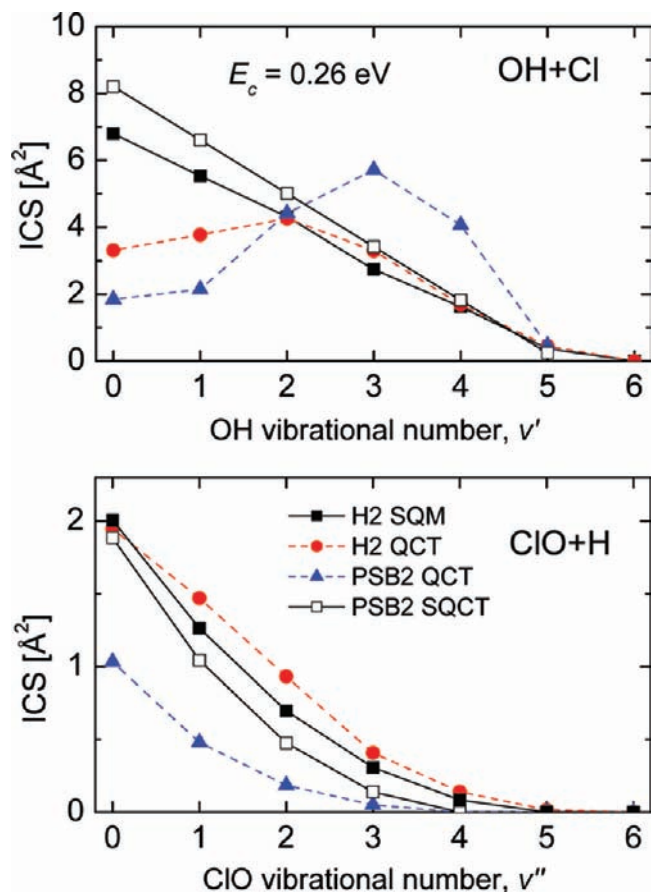 10
8
6
4
2
0
ICS [Å²]
E_c = 0.26 eV
OH+Cl
0 1 2 3 4 5 6
OH vibrational number, v'
2
1
0
ICS [Å²]
H2 SQM
H2 QCT
PSB2 QCT
PSB2 SQCT
ClO+H
0 1 2 3 4 5 6
ClO vibrational number, v"